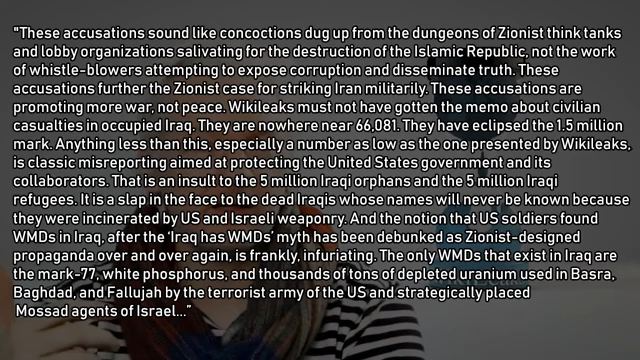 "These accusations sound like concoctions dug up from the dungeons of Zionist think tanks
and lobby organizations salivating for the destruction of the Islamic Republic, not the work
of whistle-blowers attempting to expose corruption and disseminate truth. These
accusations further the Zionist case for striking Iran militarily. These accusations are
promoting more war, not peace. Wikileaks must not have gotten the memo about civilian
casualties in occupied Iraq. They are nowhere near 66,081. They have eclipsed the 1.5 million
mark. Anything less than this, especially a number as low as the one presented by Wikileaks,
is classic misreporting aimed at protecting the United States government and its
collaborators. That is an insult to the 5 million Iraqi orphans and the 5 million Iraqi
refugees. It is a slap in the face to the dead Iraqis whose names will never be known because
they were incinerated by US and Israeli weaponry. And the notion that US soldiers found
WMDs in Iraq, after the 'Iraq has WMDs' myth has been debunked as Zionist-designed
propaganda over and over again, is frankly, infuriating. The only WMDs that exist in Iraq are
the mark-77, white phosphorus, and thousands of tons of depleted uranium used in Basra,
Baghdad, and Fallujah by the terrorist army of the US and strategically placed
Mossad agents of Israel..."